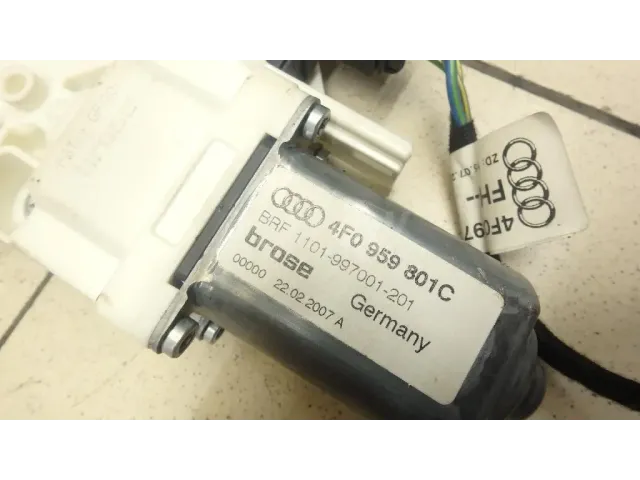 4F0 959 801C
BRF 1101-997001-201
brose
00000 22.02 2007 A
Germany
FH--
4F097